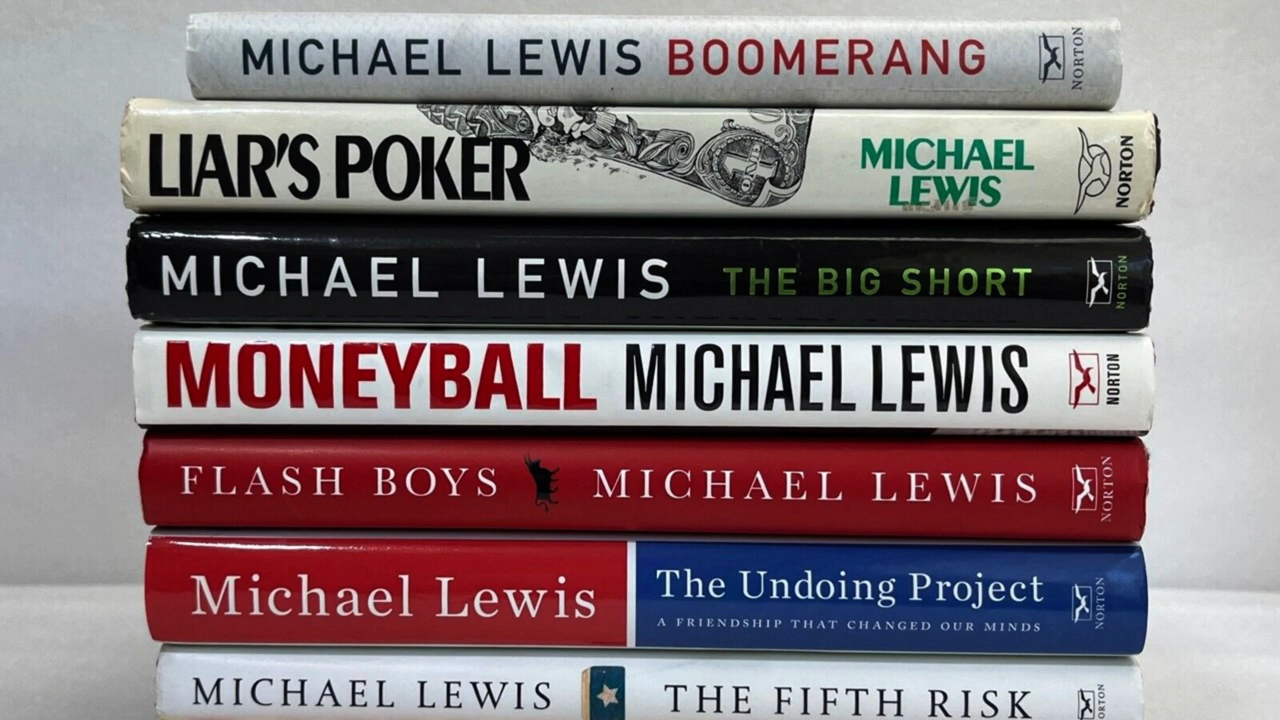 MICHAEL LEWIS BOOMERANG NORTON
LIAR'S POKER MICHAEL LEWIS NORTON
MICHAEL LEWIS THE BIG SHORT NORTON
MONEYBALL MICHAEL LEWIS NORTON
FLASH BOYS MICHAEL LEWIS NORTON
Michael Lewis The Undoing Project NORTON
A FRIENDSHIP THAT CHANGED OUR MINDS
MICHAEL LEWIS THE FIFTH RISK NORTON